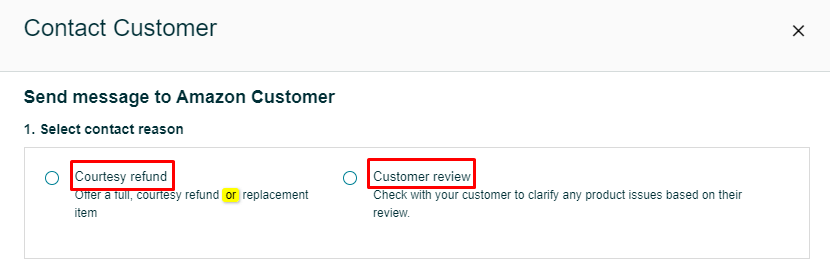 Contact Customer
Send message to Amazon Customer
1. Select contact reason
Courtesy refund
Offer a full, courtesy refund or replacement
item
Customer review
Check with your customer to clarify any product issues based on their
review.